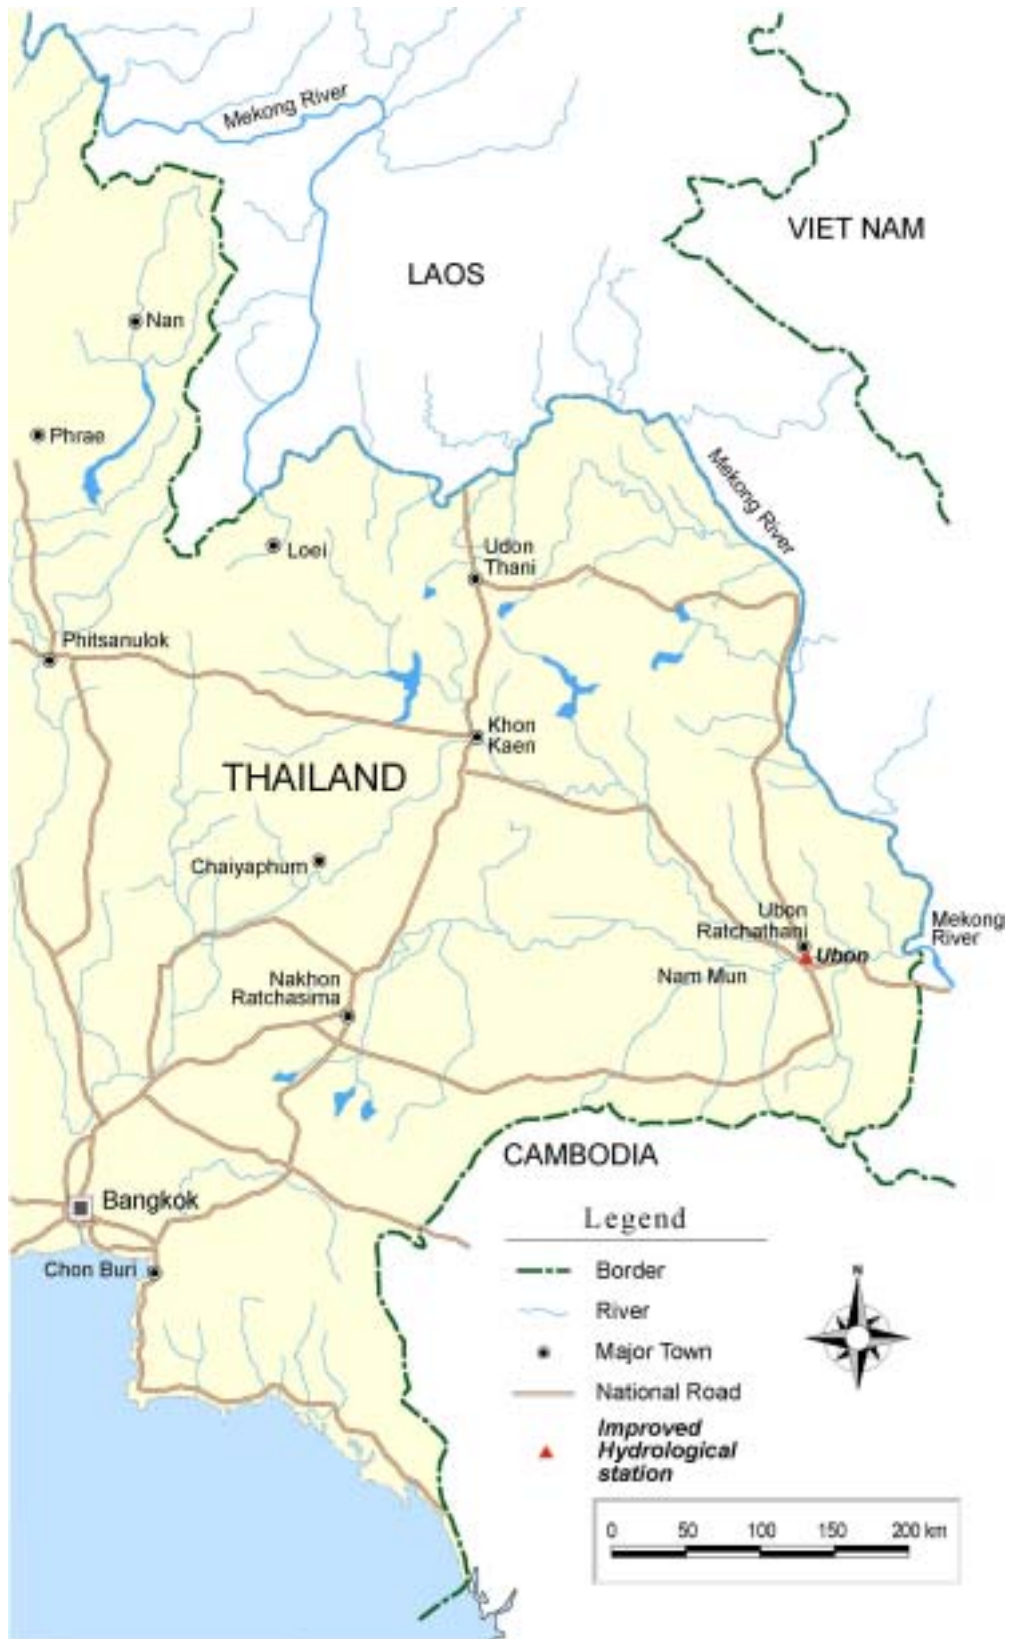 Mekong River
VIET NAM
LAOS
Nan
Phrae
Mekong River
Loei
Udon
Thani
Phitsanulok
Khon
Kaen
THAILAND
Chaiyaphum
Ubon
Ratchathani
Ubon
Mekong
River
Nam Mun
Nakhon
Ratchasima
CAMBODIA
Bangkok
Chon Buri
Legend
Border
River
Major Town
National Road
Improved
Hydrological
station
N
0 50 100 150 200 km